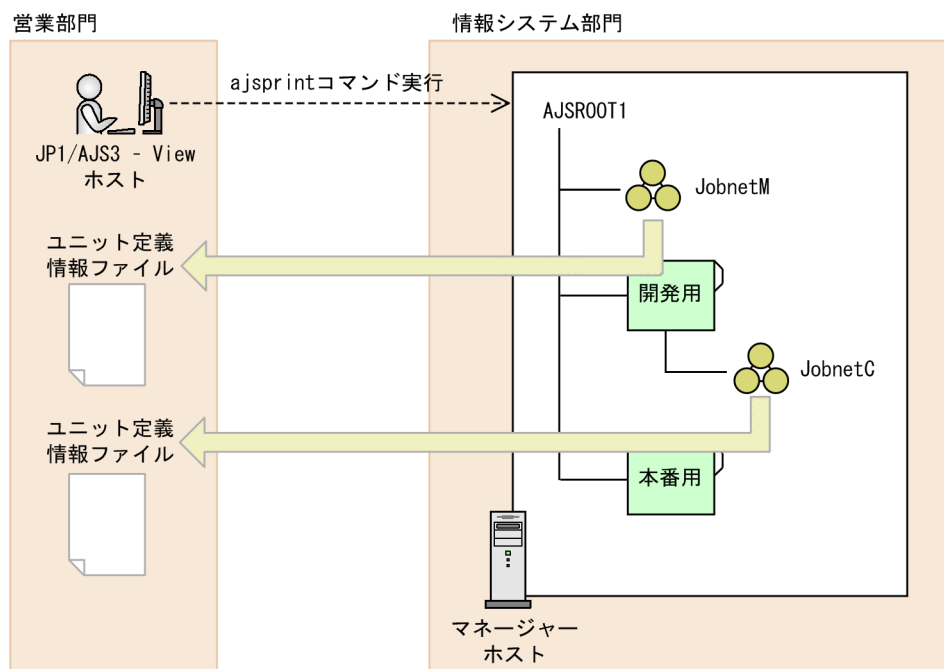 営業部門
情報システム部門
ajsprintコマンド実行
AJSROOT1
JP1/AJS3 - View
ホスト
JobnetM
ユニット定義
情報ファイル
開発用
JobnetC
ユニット定義
情報ファイル
本番用
マネージャー
ホスト